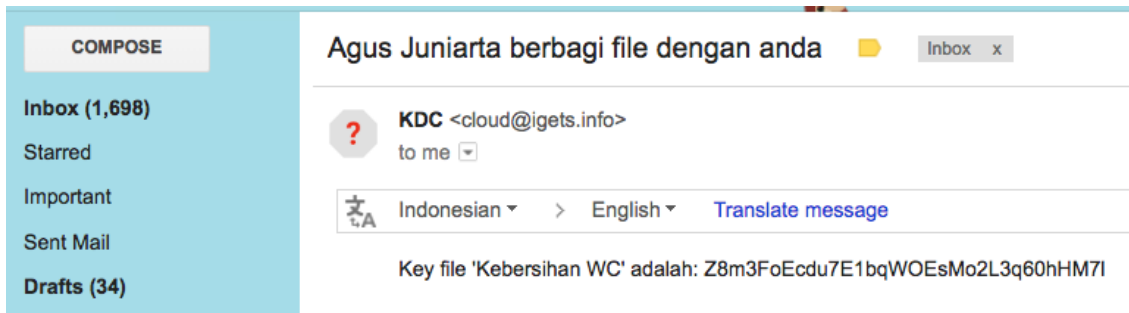 COMPOSE
Inbox (1,698)
Starred
Important
Sent Mail
Drafts (34)
Agus Juniarta berbagi file dengan anda
Inbox x
?
KDC <cloud@igets.info>
to me
Indonesian > English Translate message
Key file 'Kebersihan WC' adalah: Z8m3FoEcdu7E1bqWOEsMo2L3q60hHM7I